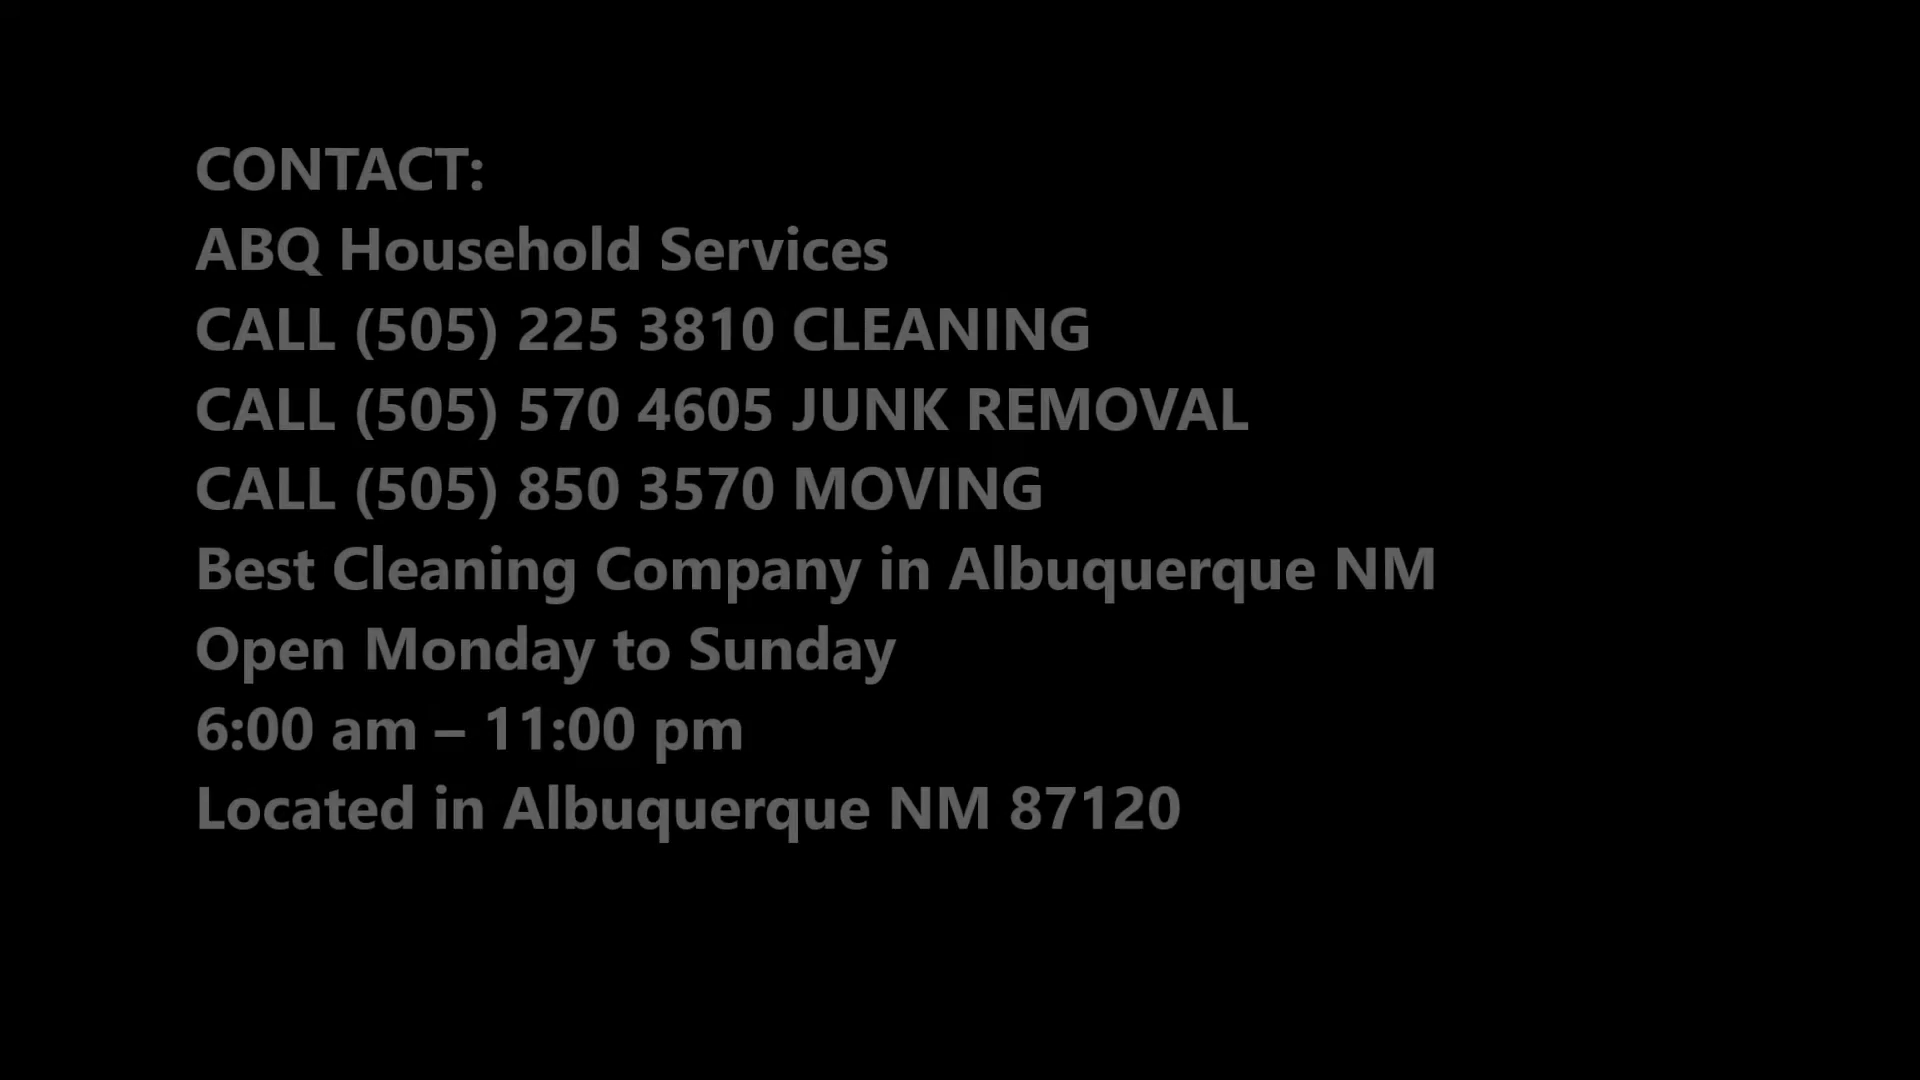 CONTACT:
ABQ Household Services
CALL (505) 225 3810 CLEANING
CALL (505) 570 4605 JUNK REMOVAL
CALL (505) 850 3570 MOVING
Best Cleaning Company in Albuquerque NM
Open Monday to Sunday
6:00 am – 11:00 pm
Located in Albuquerque NM 87120